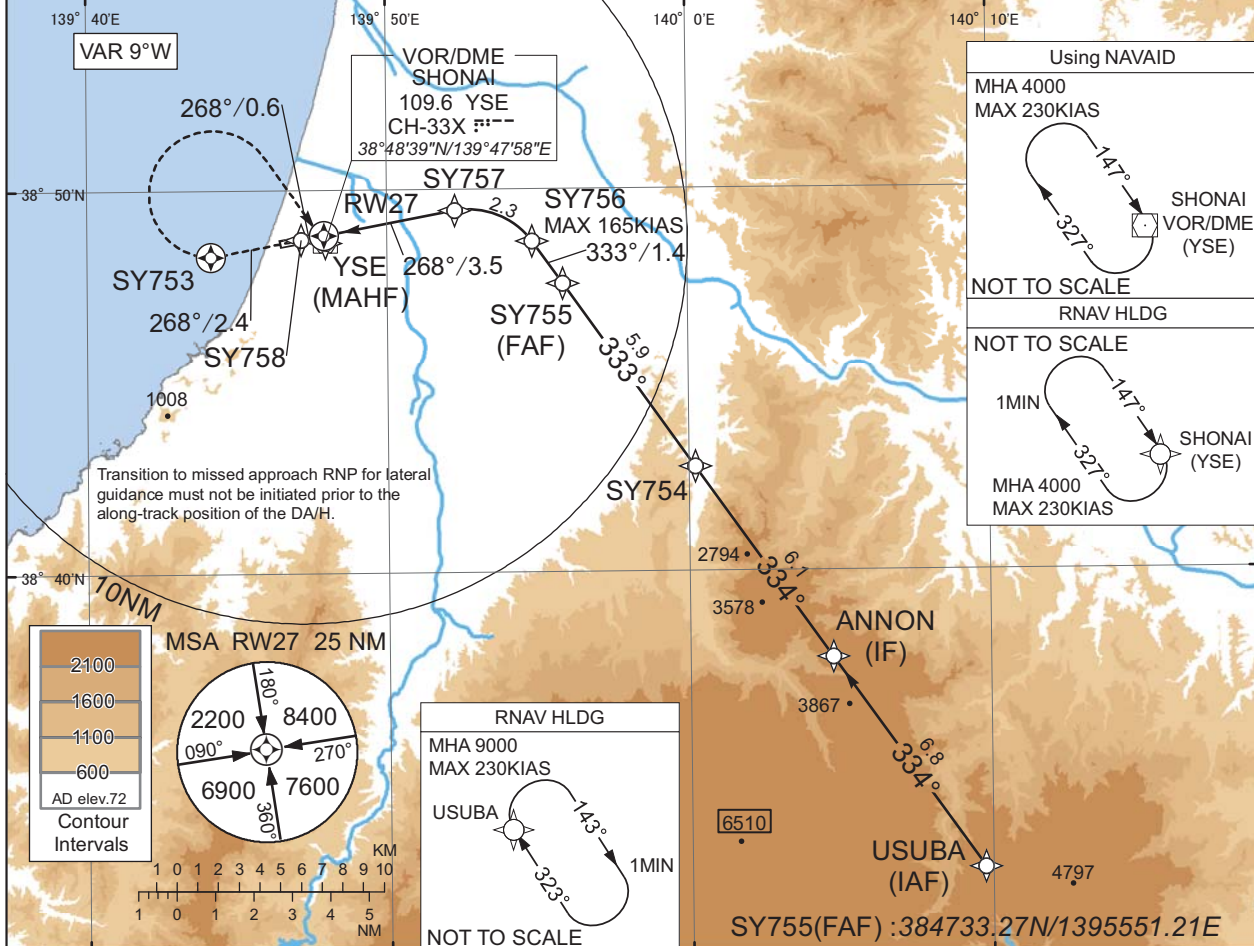 139° 40'E
139° 50'E
140° 0'E
140° 10'E
VAR 9°W
VOR/DME
SHONAI
109.6 YSE
CH-33X
38°48'39"N/139°47'58"E
268°/0.6
38° 50'N
SY757
2.3
SY756
MAX 165KIAS
333°/1.4
RW27
YSE
(MAHF)
268°/3.5
SY753
268°/2.4
SY758
SY755
(FAF)
5.9
333°
1008
Transition to missed approach RNP for lateral
guidance must not be initiated prior to the
along-track position of the DA/H.
SY754
38° 40'N
10NM
2794
6.1
334°
3578
ANNON
(IF)
3867
6.8
334°
6510
USUBA
(IAF)
4797
SY755(FAF) :384733.27N/1395551.21E
Using NAVAID
MHA 4000
MAX 230KIAS
147°
327°
SHONAI
VOR/DME
(YSE)
NOT TO SCALE
RNAV HLDG
NOT TO SCALE
1MIN
147°
327°
SHONAI
(YSE)
MHA 4000
MAX 230KIAS
2100
1600
1100
600
AD elev.72
Contour
Intervals
MSA RW27 25 NM
180°
2200
8400
090°
270°
6900
7600
360°
KM
1 0 1 2 3 4 5 6 7 8 9 10
1 0 1 2 3 4 5
NM
RNAV HLDG
MHA 9000
MAX 230KIAS
USUBA
143°
323°
1MIN
NOT TO SCALE